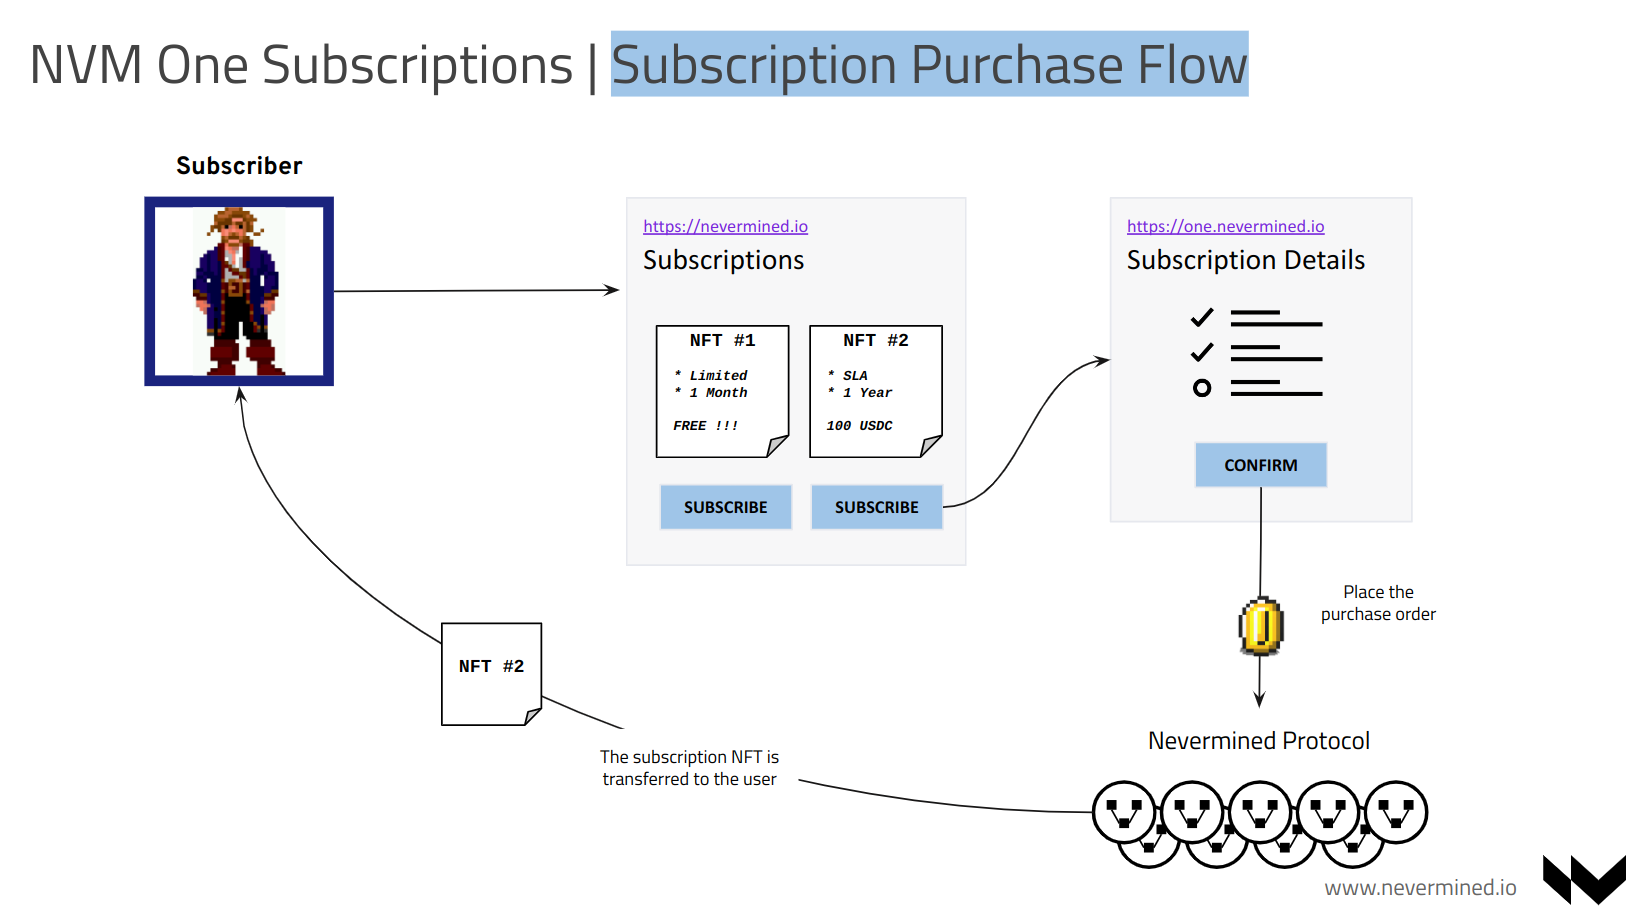 NVM One Subscriptions | Subscription Purchase Flow
Subscriber
https://nevermined.io
Subscriptions
NFT #1
* Limited
* 1 Month
FREE !!!
SUBSCRIBE
NFT #2
* SLA
* 1 Year
100 USDC
SUBSCRIBE
https://one.nevermined.io
Subscription Details
CONFIRM
Place the
purchase order
Nevermined Protocol
The subscription NFT is
transferred to the user
NFT #2
www.nevermined.io